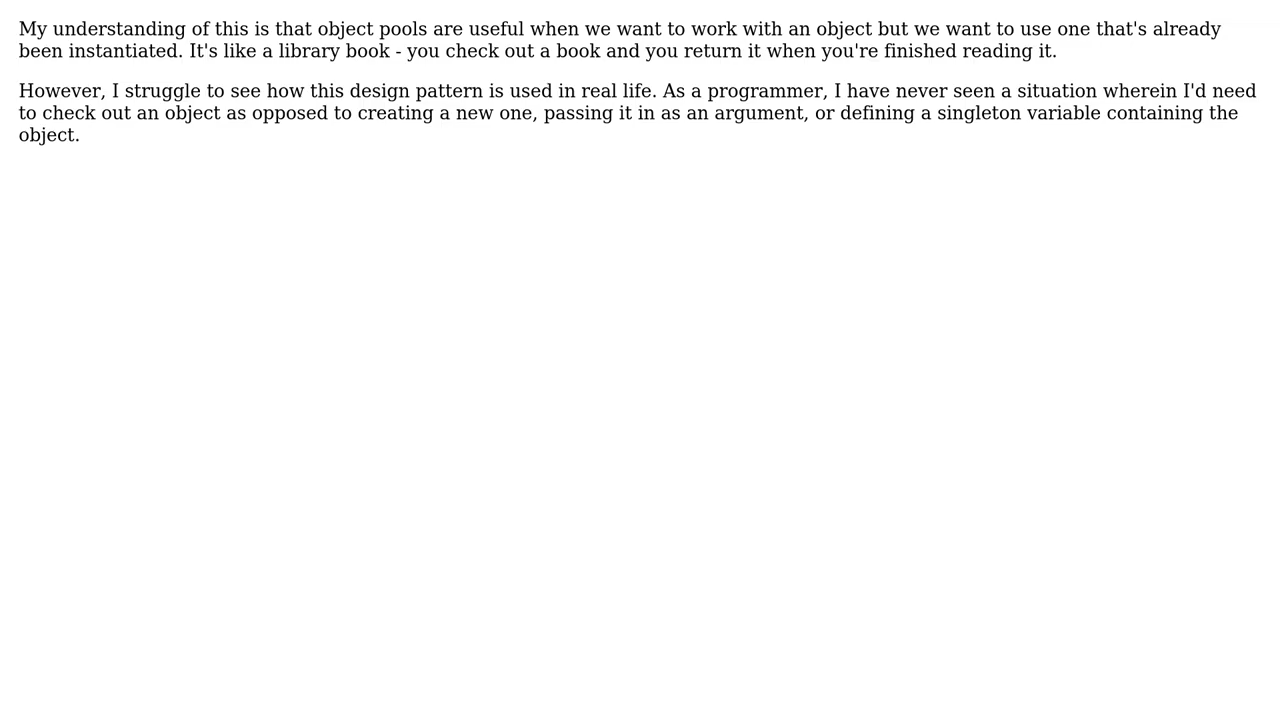 My understanding of this is that object pools are useful when we want to work with an object but we want to use one that's already
been instantiated. It's like a library book - you check out a book and you return it when you're finished reading it.
However, I struggle to see how this design pattern is used in real life. As a programmer, I have never seen a situation wherein I'd need
to check out an object as opposed to creating a new one, passing it in as an argument, or defining a singleton variable containing the
object.